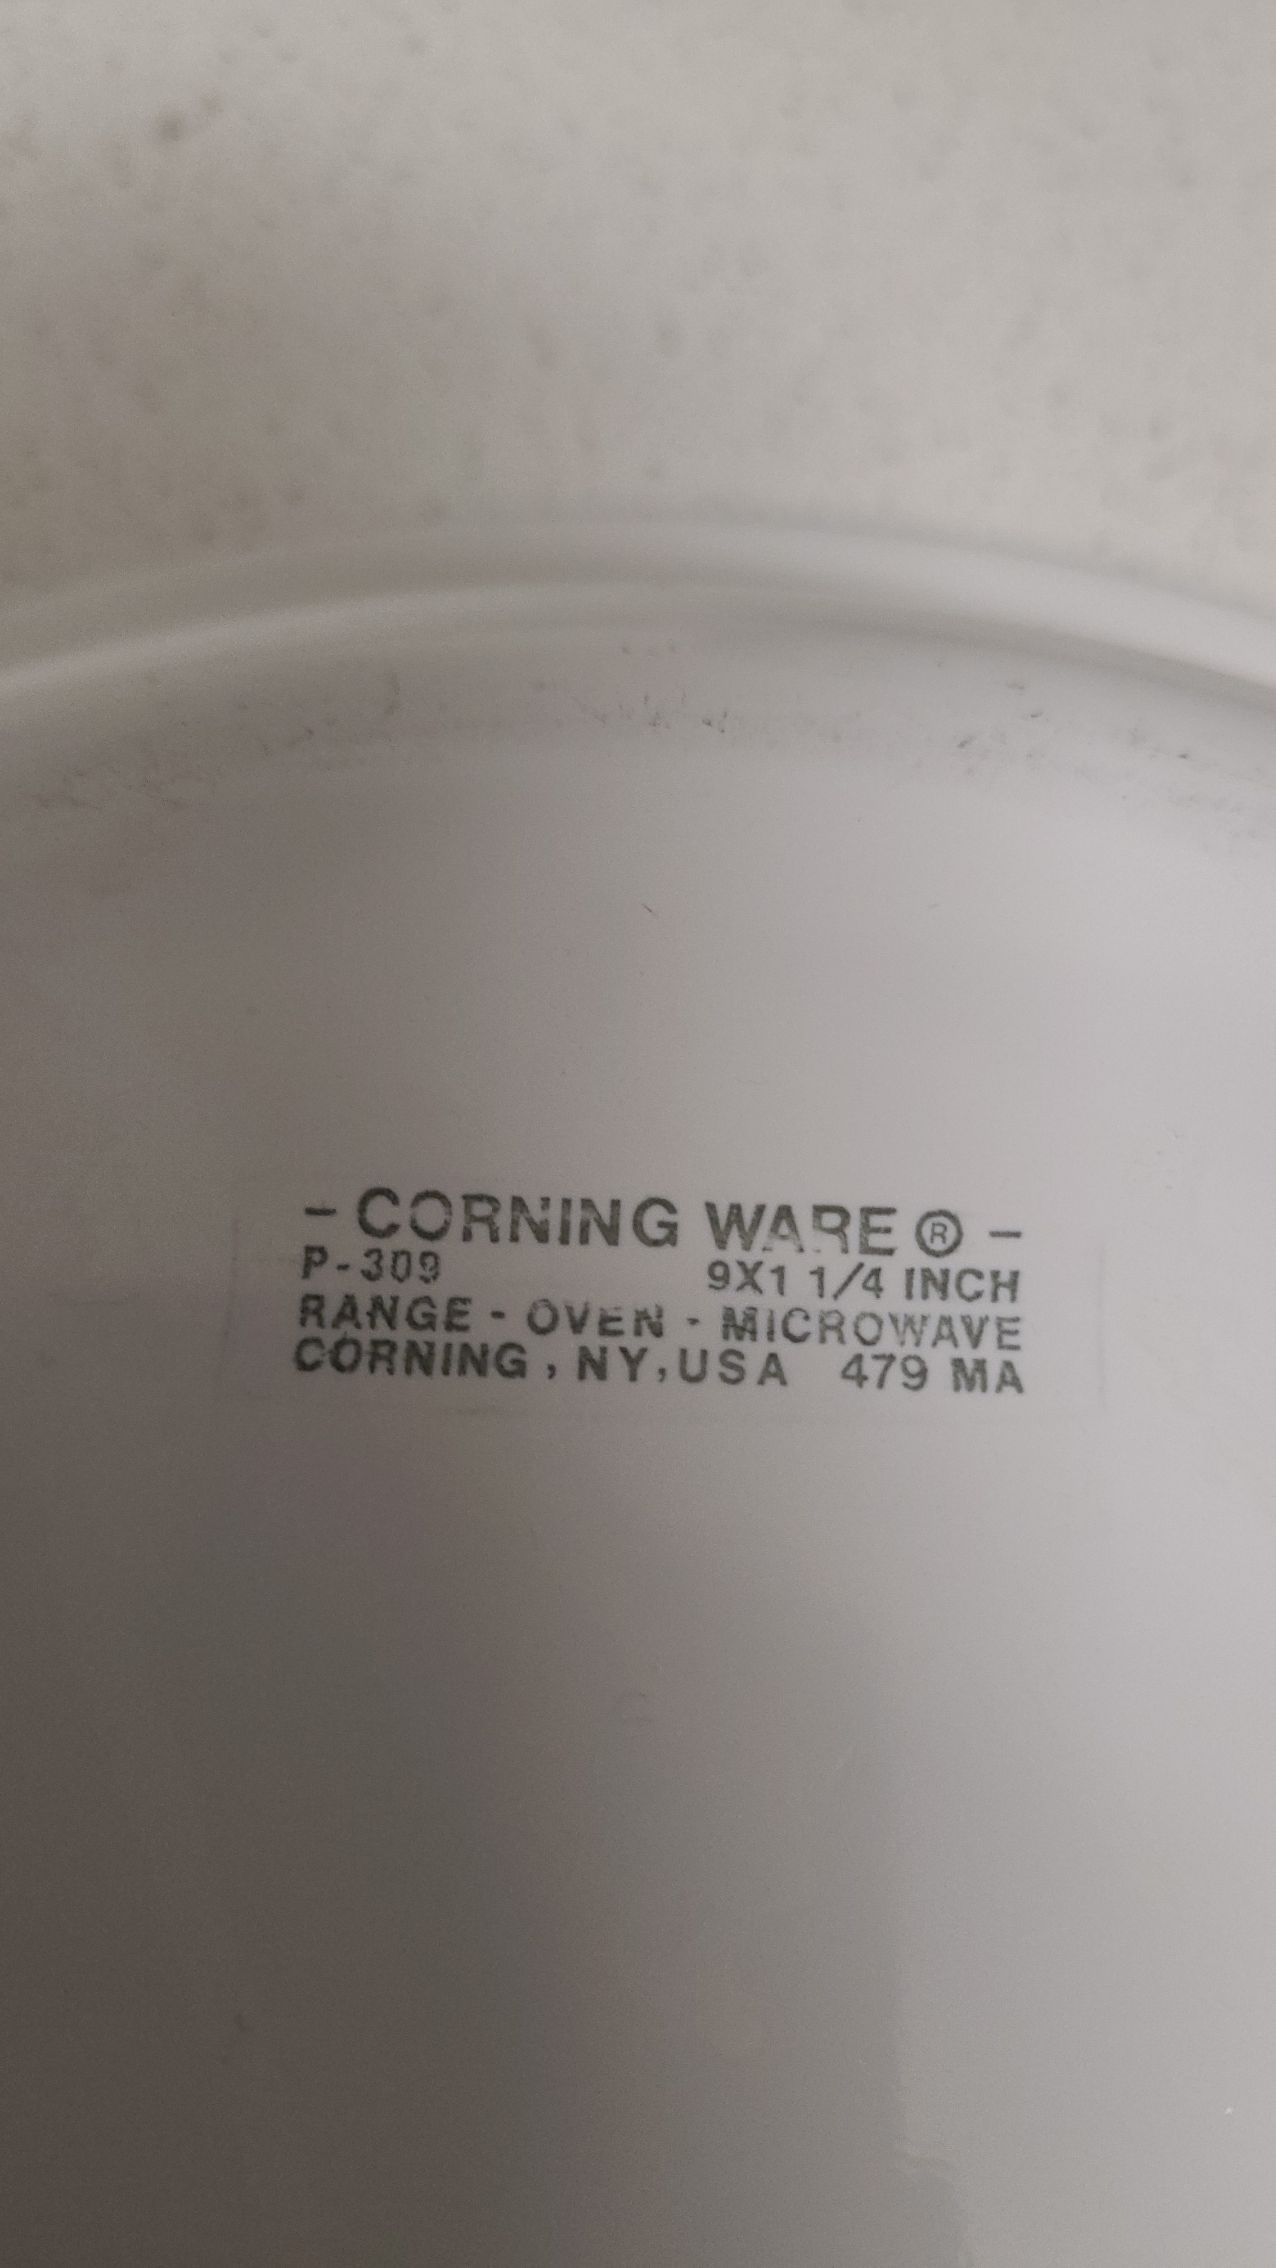 - CORNING WARE ® -
P-309 9X1 1/4 INCH
RANGE - OVEN - MICROWAVE
CORNING, NY, USA 479 MA